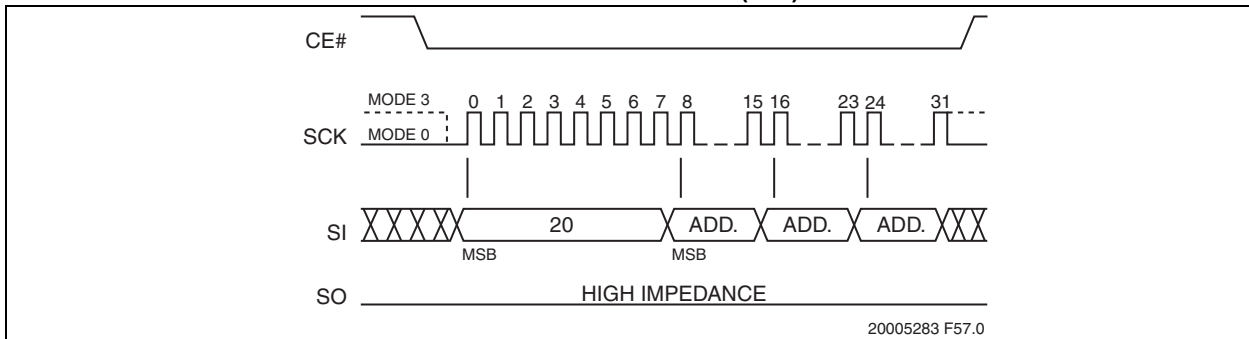 CE#
MODE 3
0 1 2 3 4 5 6 7 8 15 16 23 24 31
SCK MODE 0
SI 20 ADD. ADD. ADD.
MSB MSB
SO HIGH IMPEDANCE
20005283 F57.0